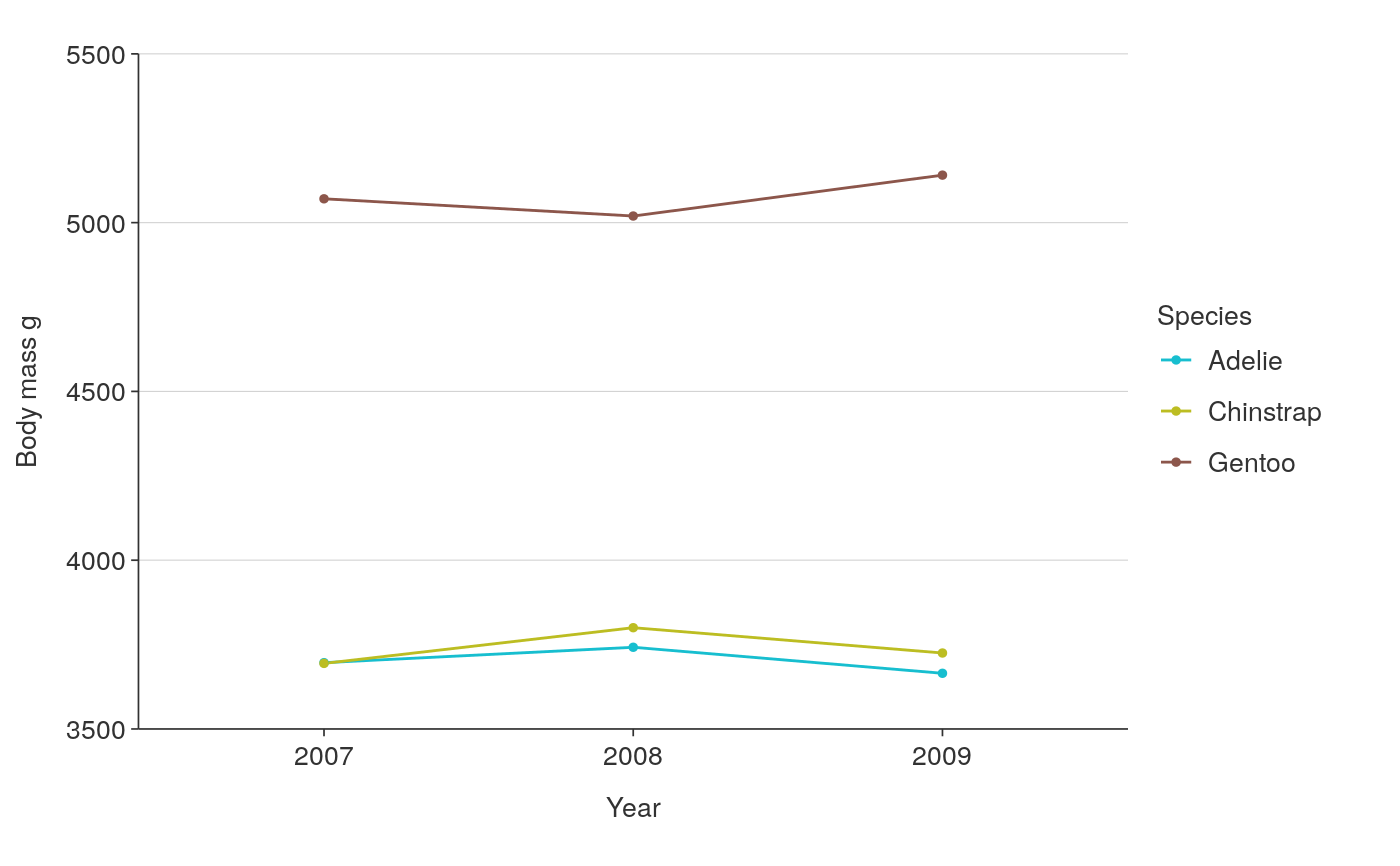 5500
5000
4500
4000
3500
Body mass g
2007 2008 2009
Year
Species
Adelie
Chinstrap
Gentoo